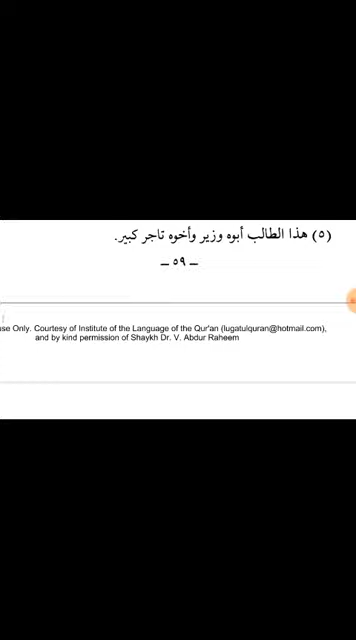 (٥) هذا الطالب أبوه وزير وأخوه تاجر كبير.
– ٥٩ –
use Only. Courtesy of Institute of the Language of the Qur'an (lugatulquran@hotmail.com),
and by kind permission of Shaykh Dr. V. Abdur Raheem